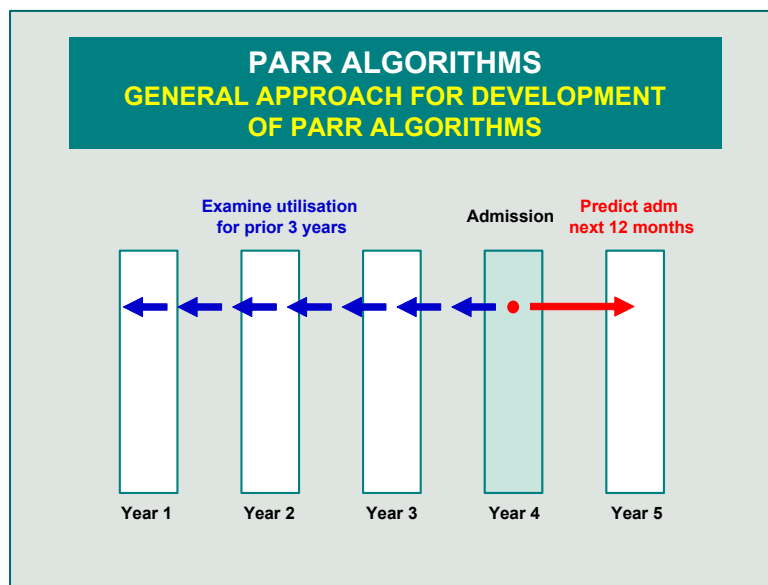 PARR ALGORITHMS
GENERAL APPROACH FOR DEVELOPMENT
OF PARR ALGORITHMS
Examine utilisation
for prior 3 years
Admission
Predict adm
next 12 months
Year 1
Year 2
Year 3
Year 4
Year 5